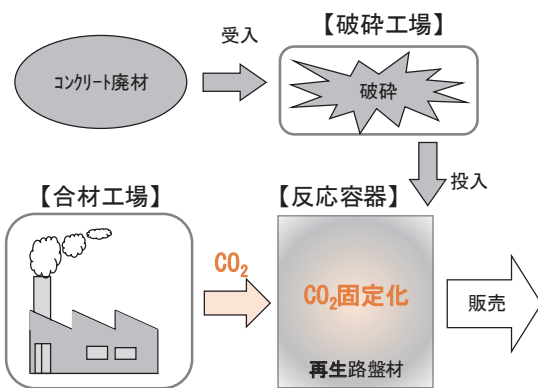 受入
【破砕工場】
コンクリート廃材
破砕
投入
【合材工場】
【反応容器】
CO₂
CO₂固定化
販売
再生路盤材